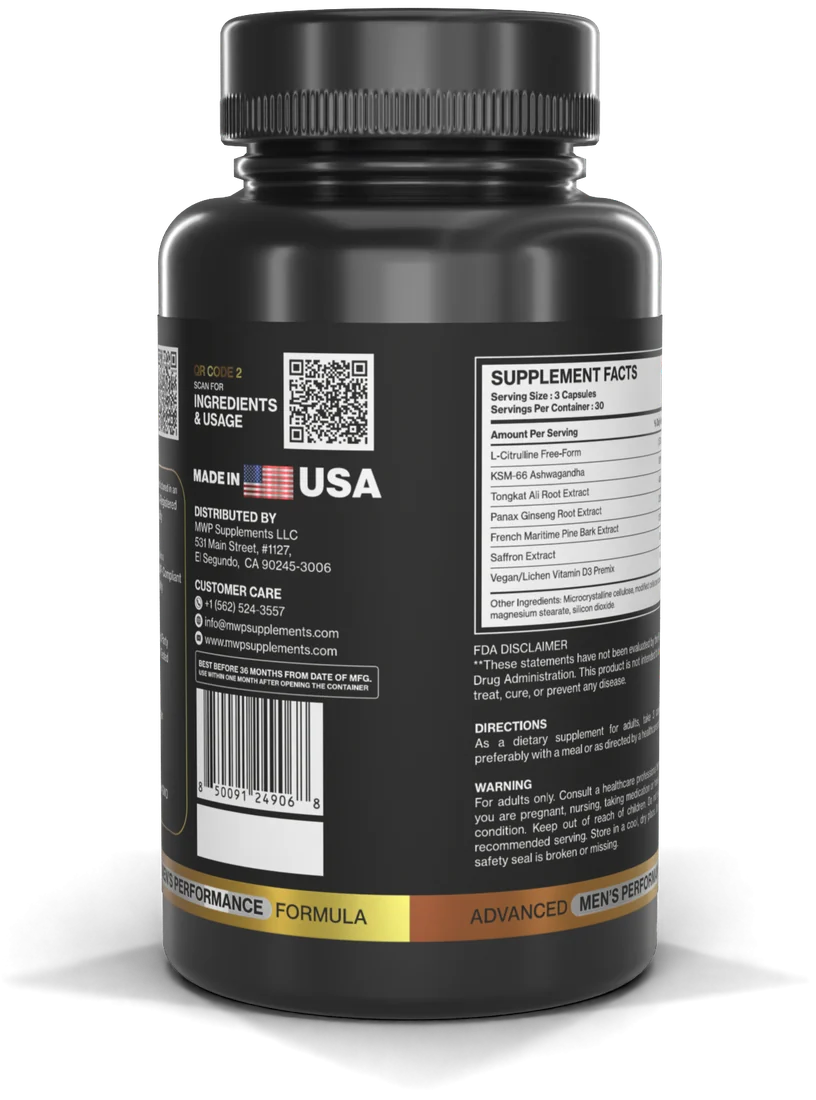 QR CODE 2
SCAN FOR
INGREDIENTS
& USAGE
MADE IN USA
DISTRIBUTED BY
MWP Supplements LLC
531 Main Street, #1127,
El Segundo, CA 90245-3006
CUSTOMER CARE
+1 (562) 524-3557
info@mwpsupplements.com
www.mwpsupplements.com
BEST BEFORE 36 MONTHS FROM DATE OF MFG.
USE WITHIN ONE MONTH AFTER OPENING THE CONTAINER
8 50091 24906 8
PERFORMANCE FORMULA
SUPPLEMENT FACTS
Serving Size : 3 Capsules
Servings Per Container : 30
Amount Per Serving
L-Citrulline Free-Form
KSM-66 Ashwagandha
Tongkat Ali Root Extract
Panax Ginseng Root Extract
French Maritime Pine Bark Extract
Saffron Extract
Vegan/Lichen Vitamin D3 Premix
Other Ingredients: Microcrystalline cellulose, modified
magnesium stearate, silicon dioxide
FDA DISCLAIMER
**These statements have not been evaluated by the
Drug Administration. This product is not intended
treat, cure, or prevent any disease.
DIRECTIONS
As a dietary supplement for adults, take 3
preferably with a meal or as directed by a
WARNING
For adults only. Consult a healthcare
you are pregnant, nursing, taking medication
condition. Keep out of reach of children. Do
recommended serving. Store in a cool, dry
safety seal is broken or missing.
ADVANCED MEN'S